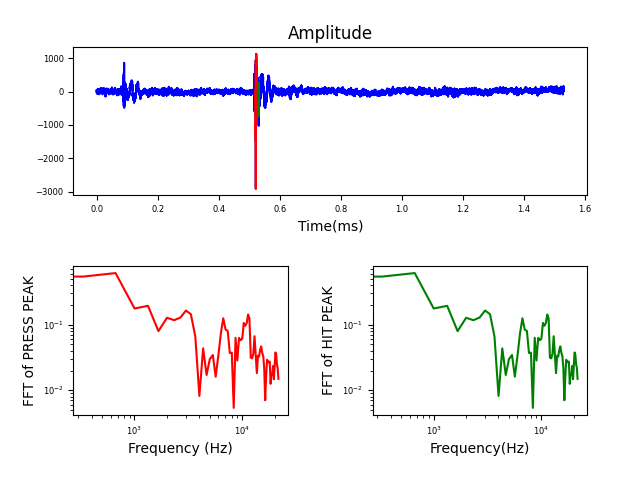 Amplitude
1000
0
−1000
−2000
−3000
0.0 0.2 0.4 0.6 0.8 1.0 1.2 1.4 1.6
Time(ms)
FFT of PRESS PEAK
10⁻¹
10⁻²
10³ 10⁴
Frequency (Hz)
FFT of HIT PEAK
10⁻¹
10⁻²
10³ 10⁴
Frequency(Hz)